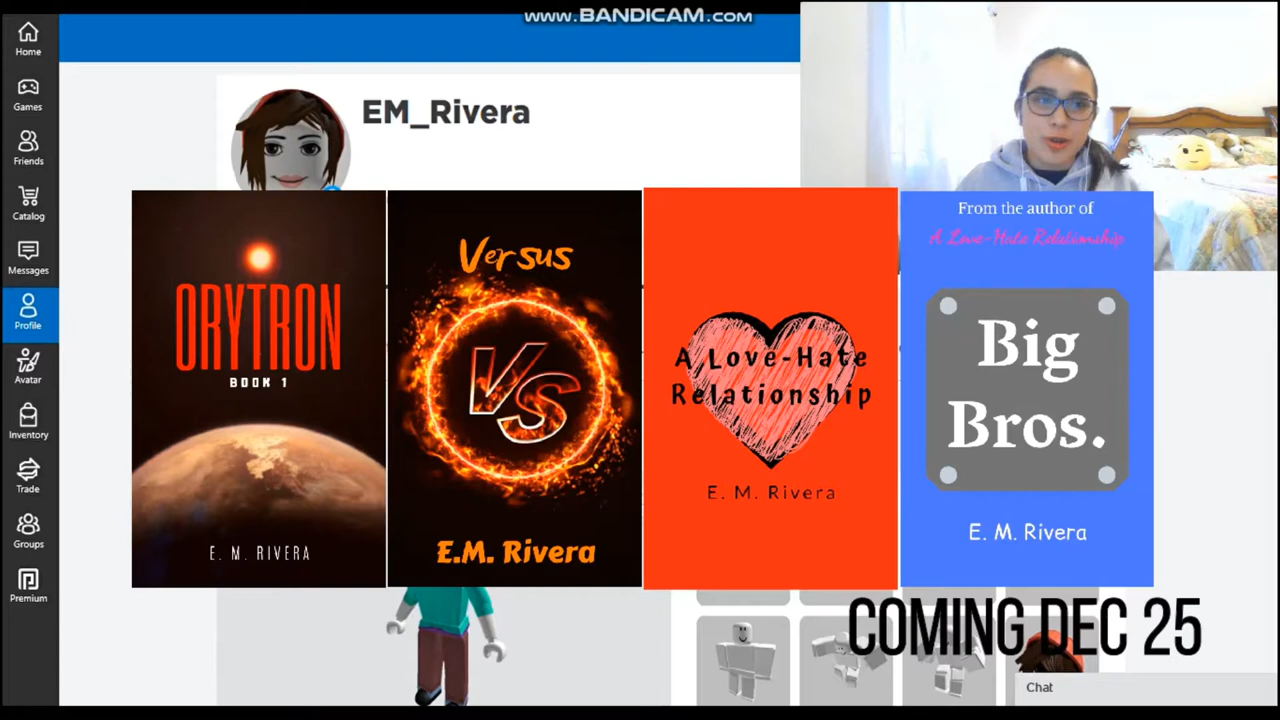 WWW.BANDICAM.COM
Home
Games
Friends
Catalog
Messages
Profile
Avatar
Inventory
Trade
Groups
Premium
EM_Rivera
ORYTRON
BOOK 1
E. M. RIVERA
Versus
VS
E.M. Rivera
A Love-Hate
Relationship
E. M. Rivera
From the author of
A Love-Hate Relationship
Big
Bros.
E. M. Rivera
COMING DEC 25
Chat